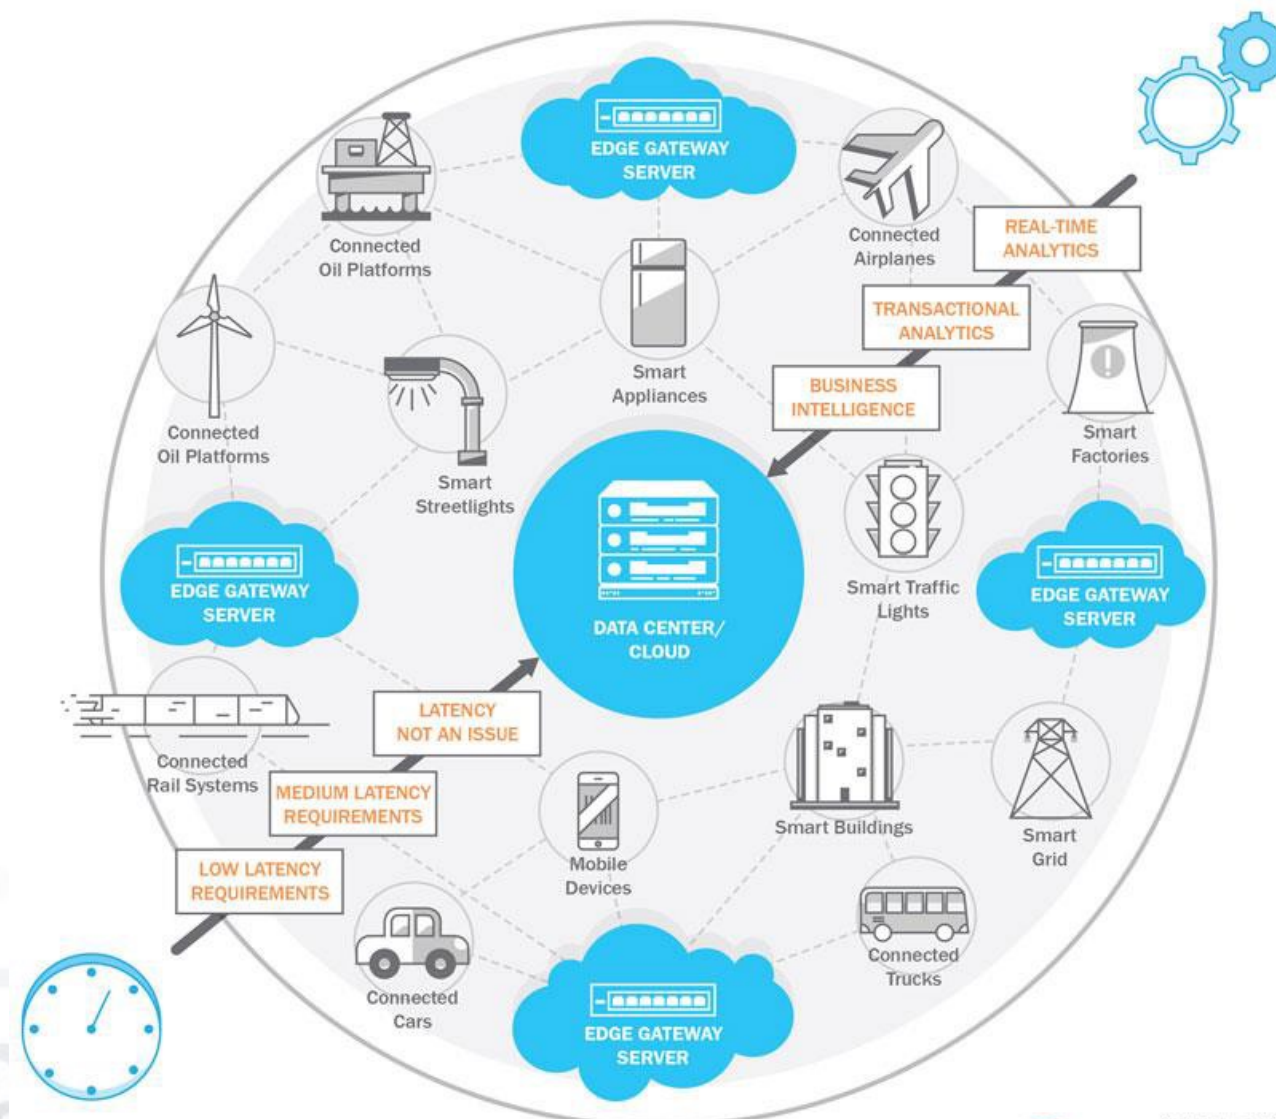 EDGE GATEWAY
SERVER
Connected
Oil Platforms
Connected
Airplanes
REAL-TIME
ANALYTICS
TRANSACTIONAL
ANALYTICS
BUSINESS
INTELLIGENCE
Smart
Appliances
Connected
Oil Platforms
Smart
Streetlights
Smart
Factories
EDGE GATEWAY
SERVER
DATA CENTER/
CLOUD
Smart Traffic
Lights
EDGE GATEWAY
SERVER
Connected
Rail Systems
LATENCY
NOT AN ISSUE
MEDIUM LATENCY
REQUIREMENTS
LOW LATENCY
REQUIREMENTS
Mobile
Devices
Smart Buildings
Smart
Grid
Connected
Cars
Connected
Trucks
EDGE GATEWAY
SERVER